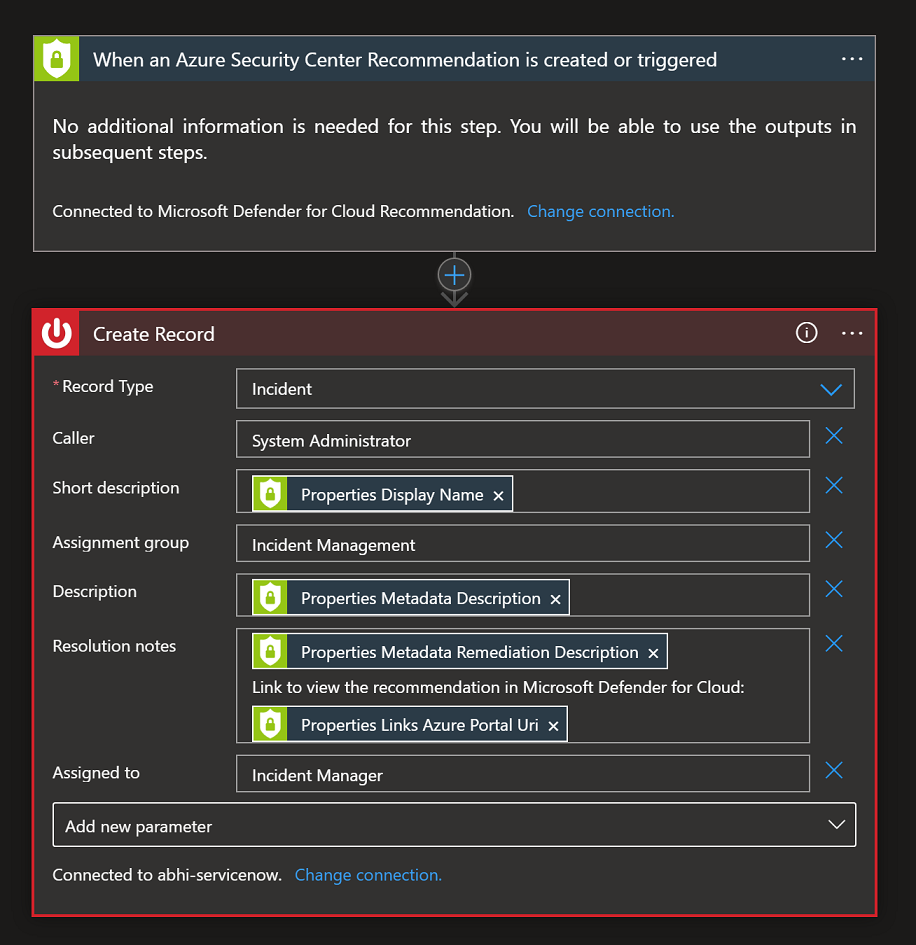 When an Azure Security Center Recommendation is created or triggered
No additional information is needed for this step. You will be able to use the outputs in
subsequent steps.
Connected to Microsoft Defender for Cloud Recommendation. Change connection.
Create Record
* Record Type
Incident
Caller
System Administrator
Short description
Properties Display Name
Assignment group
Incident Management
Description
Properties Metadata Description
Resolution notes
Properties Metadata Remediation Description
Link to view the recommendation in Microsoft Defender for Cloud:
Properties Links Azure Portal Uri
Assigned to
Incident Manager
Add new parameter
Connected to abhi-servicenow. Change connection.